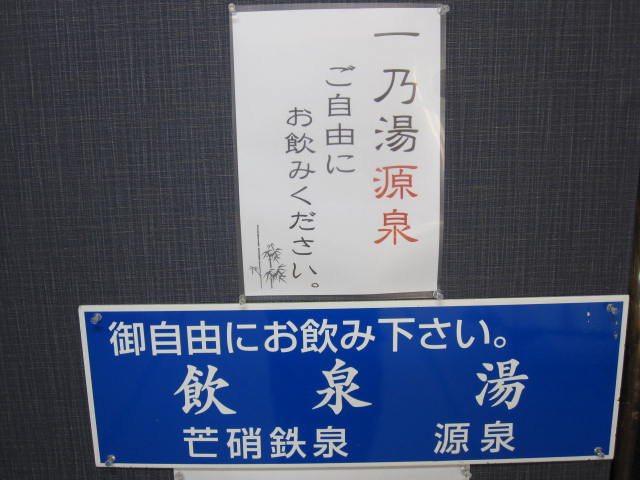 一乃湯源泉
ご自由に
お飲みください。
御自由にお飲み下さい。
飲泉湯
芒硝鉄泉 源泉